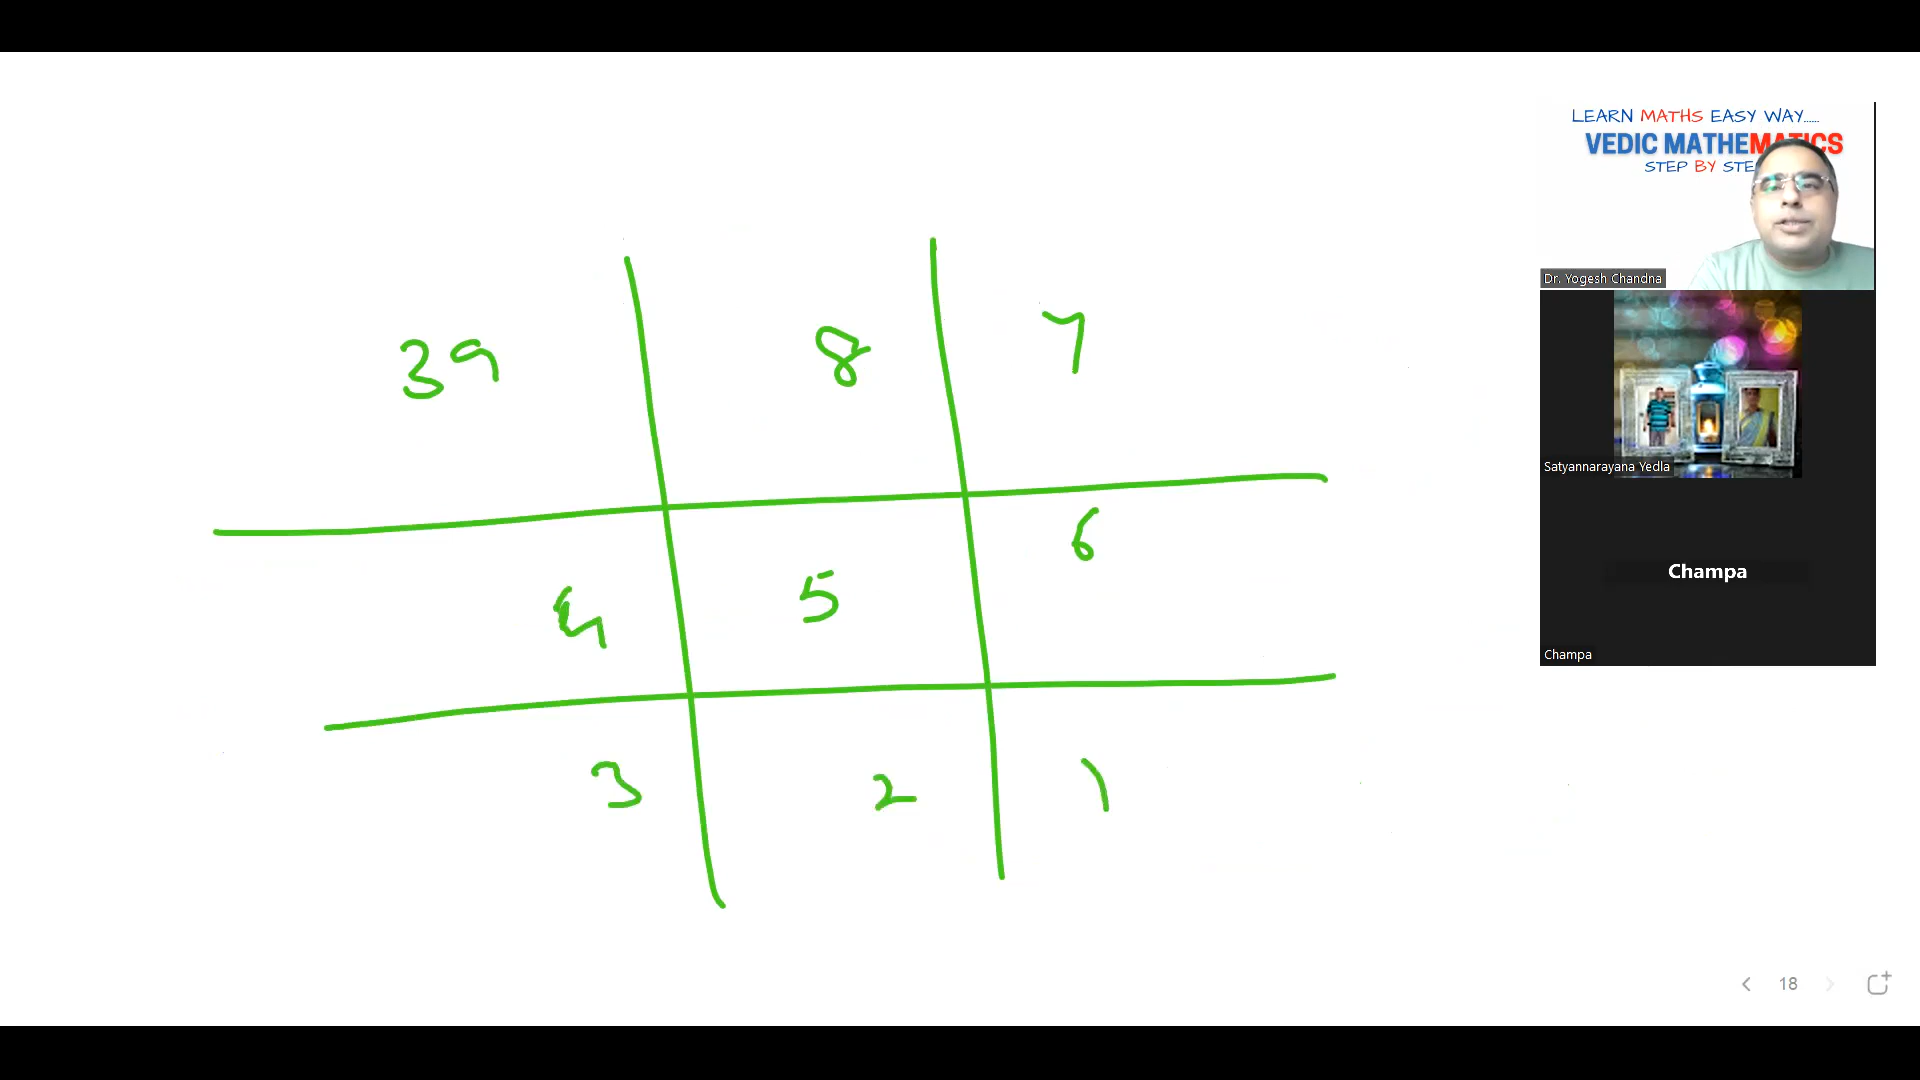 LEARN MATHS EASY WAY......
VEDIC MATHEMATICS
STEP BY STE
Dr. Yogesh Chandna
39 8 7
4 5 6
3 2 1
Satyannarayana Yedla
Champa
Champa
18